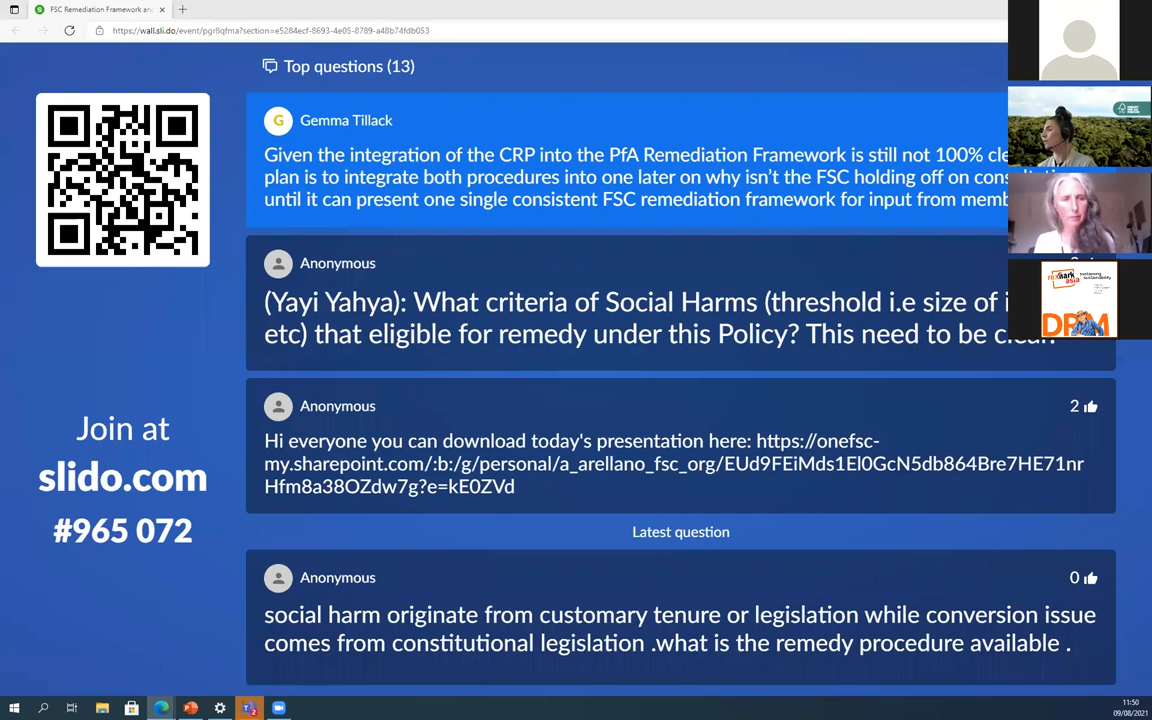 FSC Remediation Framework an
https://wall.sli.do/event/pgr8qfma?section=e5284ecf-8693-4e05-8789-a48b74fdb053
Top questions (13)
G
Gemma Tillack
Given the integration of the CRP into the PfA Remediation Framework is still not 100% cle
plan is to integrate both procedures into one later on why isn't the FSC holding off on cons
until it can present one single consistent FSC remediation framework for input from memb
Anonymous
(Yayi Yahya): What criteria of Social Harms (threshold i.e size of i
etc) that eligible for remedy under this Policy? This need to be clear.
Anonymous
2
Hi everyone you can download today's presentation here: https://onefsc-
my.sharepoint.com/:b:/g/personal/a_arellano_fsc_org/EUd9FEiMds1El0GcN5db864Bre7HE71nr
Hfm8a38OZdw7g?e=kE0ZVd
Latest question
Anonymous
0
social harm originate from customary tenure or legislation while conversion issue
comes from constitutional legislation .what is the remedy procedure available .
Join at
slido.com
#965 072
remark
asia
sustaining
sustainability
11:50
09/08/2021